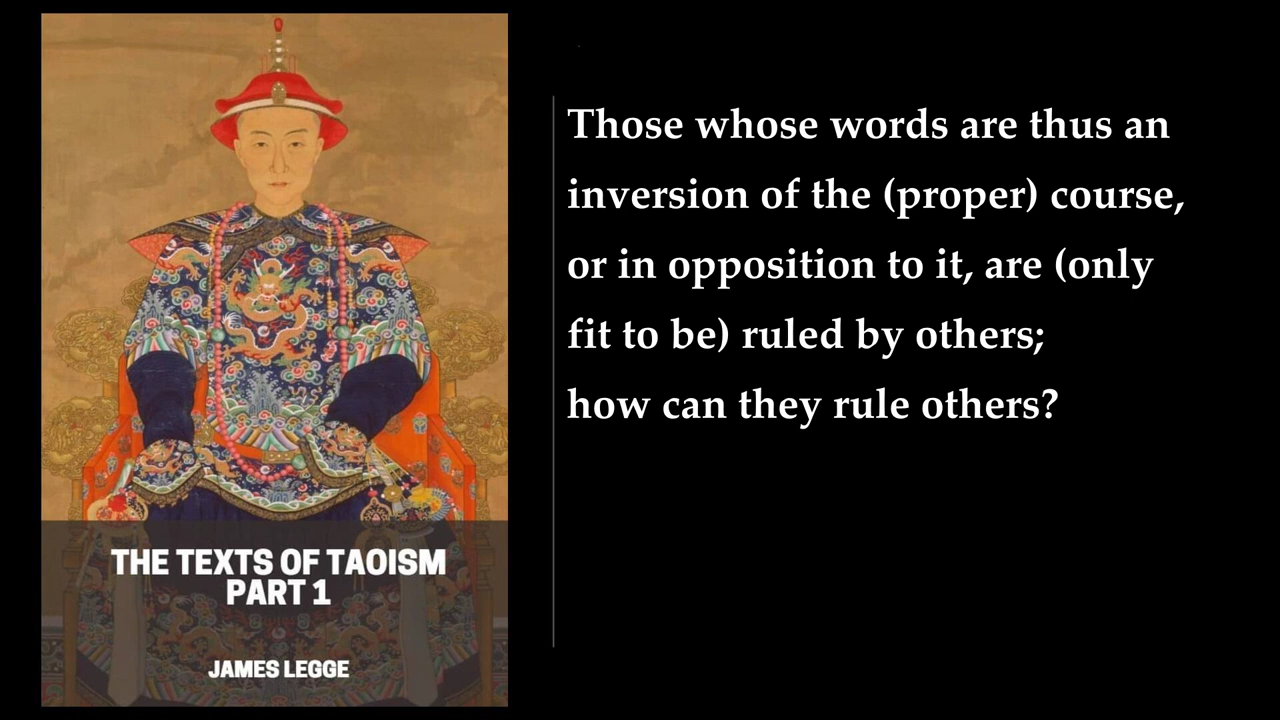 THE TEXTS OF TAOISM
PART 1
JAMES LEGGE
Those whose words are thus an
inversion of the (proper) course,
or in opposition to it, are (only
fit to be) ruled by others;
how can they rule others?